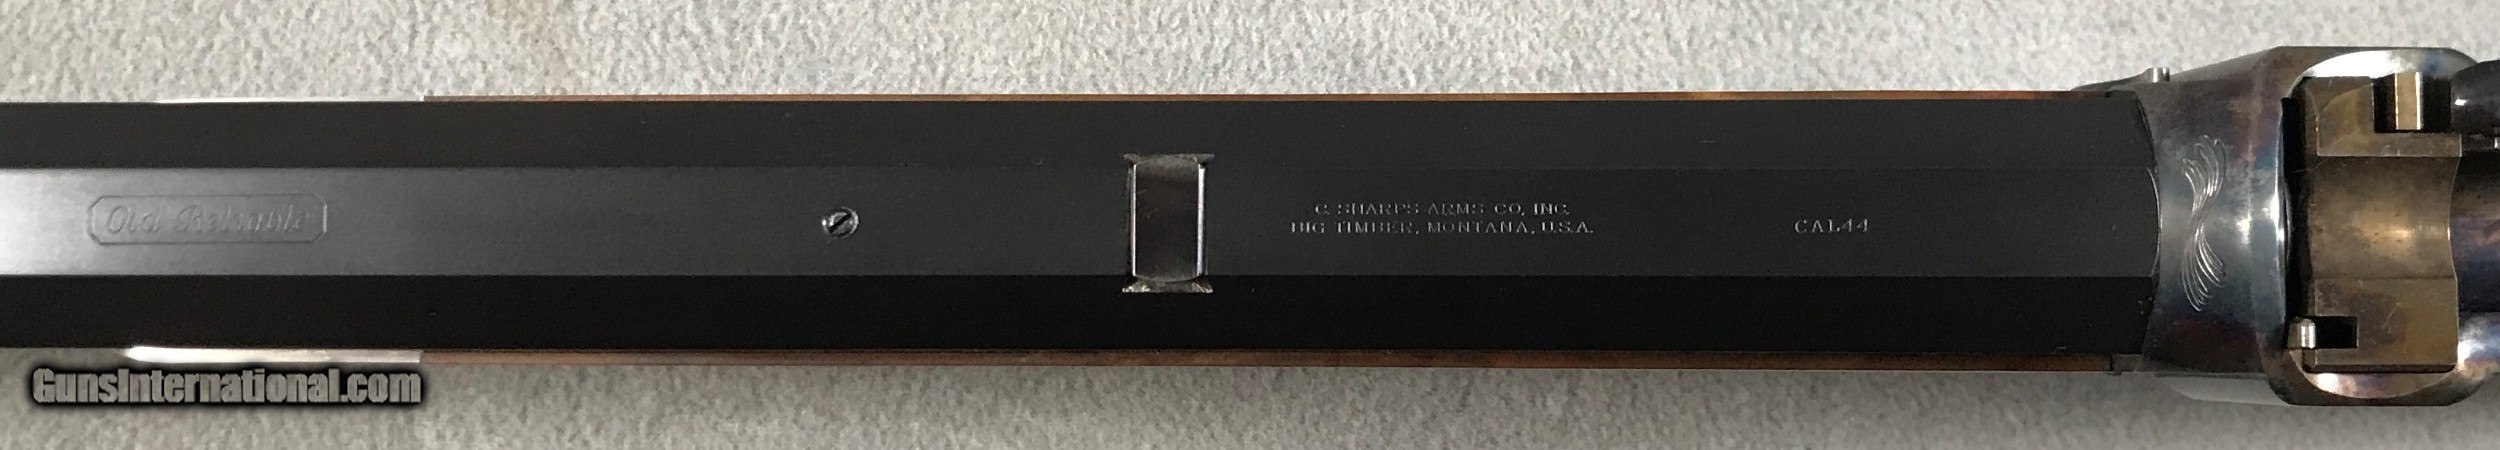 Old Reliable
C. SHARPS ARMS CO, INC.
BIG TIMBER, MONTANA, U.S.A.
CAL44
GunsInternational.com